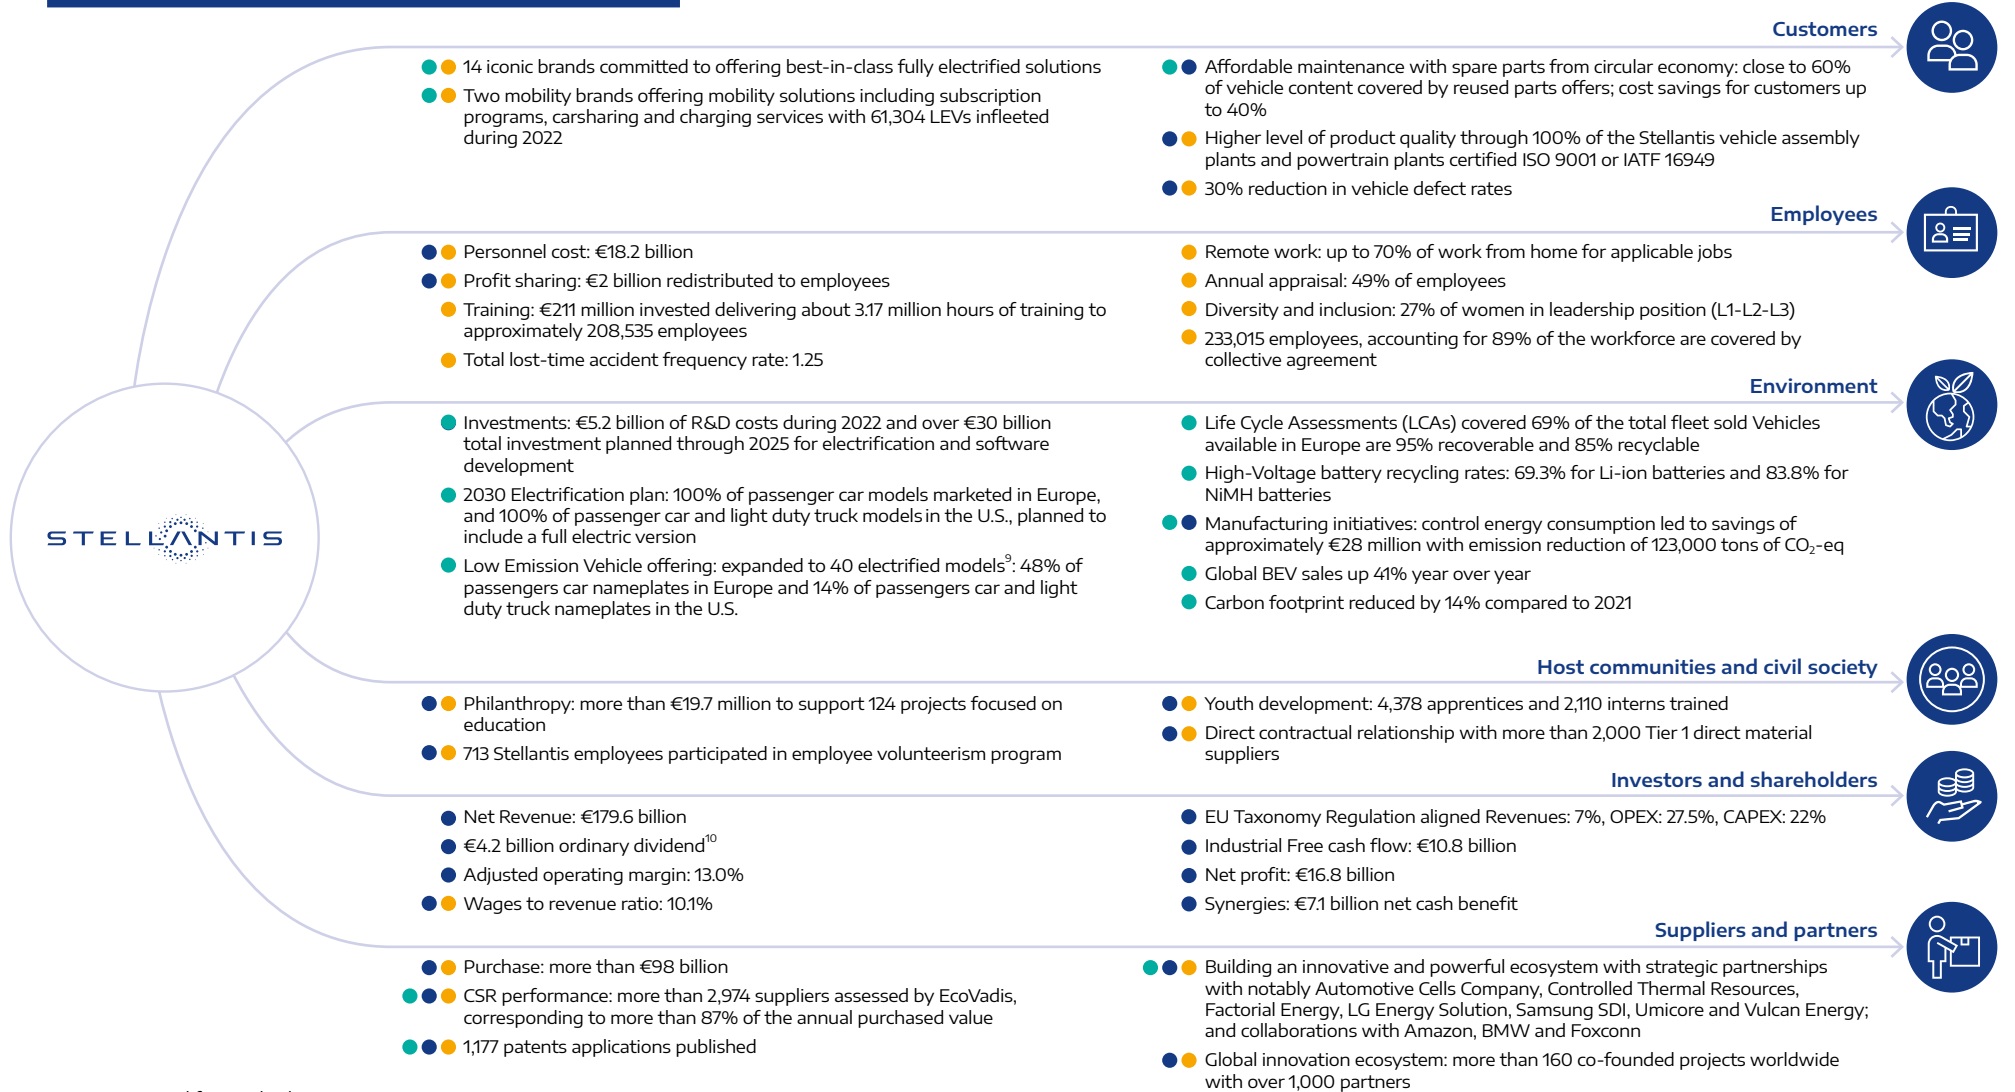 Customers
14 iconic brands committed to offering best-in-class fully electrified solutions
Two mobility brands offering mobility solutions including subscription
programs, carsharing and charging services with 61,304 LEVs infleeted
during 2022
Affordable maintenance with spare parts from circular economy: close to 60%
of vehicle content covered by reused parts offers; cost savings for customers up
to 40%
Higher level of product quality through 100% of the Stellantis vehicle assembly
plants and powertrain plants certified ISO 9001 or IATF 16949
30% reduction in vehicle defect rates
Employees
Personnel cost: €18.2 billion
Profit sharing: €2 billion redistributed to employees
Training: €211 million invested delivering about 3.17 million hours of training to
approximately 208,535 employees
Total lost-time accident frequency rate: 1.25
Remote work: up to 70% of work from home for applicable jobs
Annual appraisal: 49% of employees
Diversity and inclusion: 27% of women in leadership position (L1-L2-L3)
233,015 employees, accounting for 89% of the workforce are covered by
collective agreement
Environment
Investments: €5.2 billion of R&D costs during 2022 and over €30 billion
total investment planned through 2025 for electrification and software
development
2030 Electrification plan: 100% of passenger car models marketed in Europe,
and 100% of passenger car and light duty truck models in the U.S., planned to
include a full electric version
Low Emission Vehicle offering: expanded to 40 electrified models9: 48% of
passengers car nameplates in Europe and 14% of passengers car and light
duty truck nameplates in the U.S.
Life Cycle Assessments (LCAs) covered 69% of the total fleet sold Vehicles
available in Europe are 95% recoverable and 85% recyclable
High-Voltage battery recycling rates: 69.3% for Li-ion batteries and 83.8% for
NiMH batteries
Manufacturing initiatives: control energy consumption led to savings of
approximately €28 million with emission reduction of 123,000 tons of CO2-eq
Global BEV sales up 41% year over year
Carbon footprint reduced by 14% compared to 2021
STELLANTIS
Host communities and civil society
Philanthropy: more than €19.7 million to support 124 projects focused on
education
713 Stellantis employees participated in employee volunteerism program
Youth development: 4,378 apprentices and 2,110 interns trained
Direct contractual relationship with more than 2,000 Tier 1 direct material
suppliers
Investors and shareholders
Net Revenue: €179.6 billion
€4.2 billion ordinary dividend10
Adjusted operating margin: 13.0%
Wages to revenue ratio: 10.1%
EU Taxonomy Regulation aligned Revenues: 7%, OPEX: 27.5%, CAPEX: 22%
Industrial Free cash flow: €10.8 billion
Net profit: €16.8 billion
Synergies: €7.1 billion net cash benefit
Suppliers and partners
Purchase: more than €98 billion
CSR performance: more than 2,974 suppliers assessed by EcoVadis,
corresponding to more than 87% of the annual purchased value
1,177 patents applications published
Building an innovative and powerful ecosystem with strategic partnerships
with notably Automotive Cells Company, Controlled Thermal Resources,
Factorial Energy, LG Energy Solution, Samsung SDI, Umicore and Vulcan Energy;
and collaborations with Amazon, BMW and Foxconn
Global innovation ecosystem: more than 160 co-founded projects worldwide
with over 1,000 partners